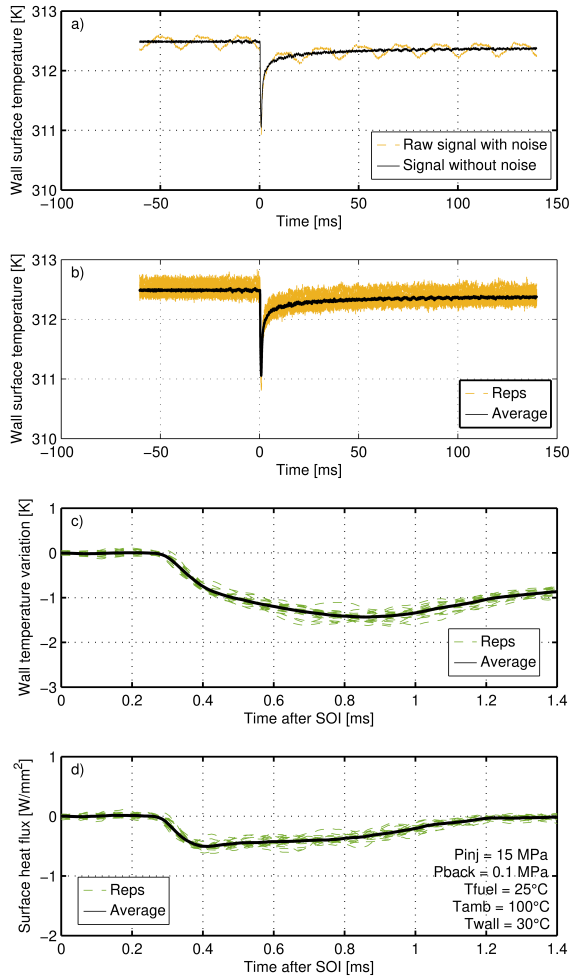 a)
Wall surface temperature [K]
313
312
311
310
−100
−50
0
50
100
150
Time [ms]
Raw signal with noise
Signal without noise
b)
Wall surface temperature [K]
313
312
311
310
−100
−50
0
50
100
150
Time [ms]
Reps
Average
c)
Wall temperature variation [K]
1
0
−1
−2
−3
0
0.2
0.4
0.6
0.8
1
1.2
1.4
Time after SOI [ms]
Reps
Average
d)
Surface heat flux [W/mm²]
1
0
−1
−2
0
0.2
0.4
0.6
0.8
1
1.2
1.4
Time after SOI [ms]
Reps
Average
Pinj = 15 MPa
Pback = 0.1 MPa
Tfuel = 25°C
Tamb = 100°C
Twall = 30°C